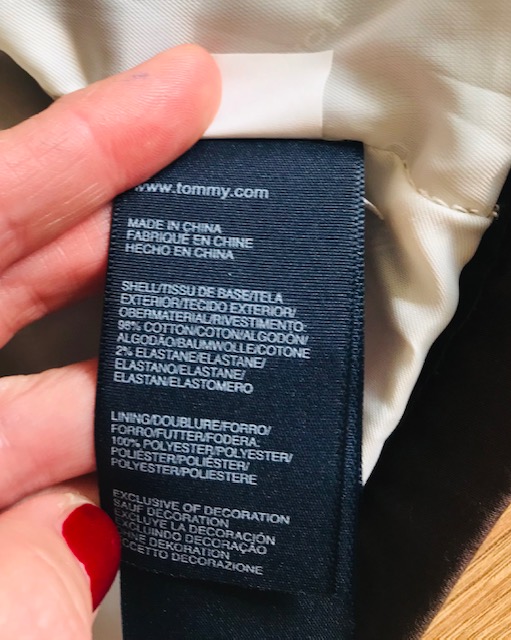 www.tommy.com
MADE IN CHINA
FABRIQUÉ EN CHINE
HECHO EN CHINA
SHELL/TISSU DE BASE/TELA
EXTERIOR/TECIDO EXTERIOR/
OBERMATERIAL/RIVESTIMENTO:
98% COTTON/COTON/ALGODÓN/
ALGODÃO/BAUMWOLLE/COTONE
2% ELASTANE/ELASTANE/
ELASTANO/ELASTANE/
ELASTAN/ELASTOMERO
LINING/DOUBLURE/FORRO/
FORRO/FUTTER/FODERA:
100% POLYESTER/POLYESTER/
POLIÉSTER/POLIÉSTER/
POLYESTER/POLIESTERE
EXCLUSIVE OF DECORATION
SAUF DECORATION
EXCLUYE LA DECORACIÓN
EXCLUINDO DECORAÇÃO
OHNE DEKORATION
ECCETTO DECORAZIONE